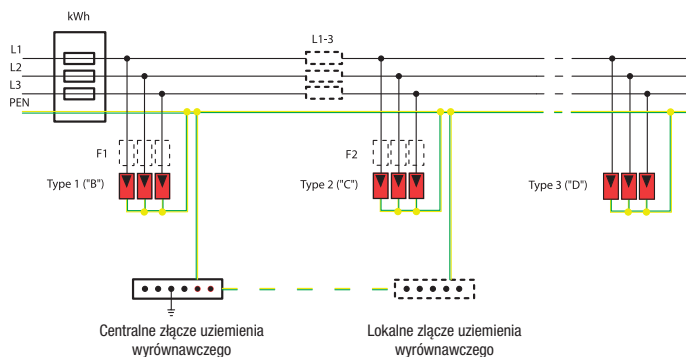 kWh
L1-3
L1
L2
L3
PEN
F1
F2
Type 1 ("B")
Type 2 ("C")
Type 3 ("D")
Centralne złącze uziemienia
wyrównawczego
Lokalne złącze uziemienia
wyrównawczego